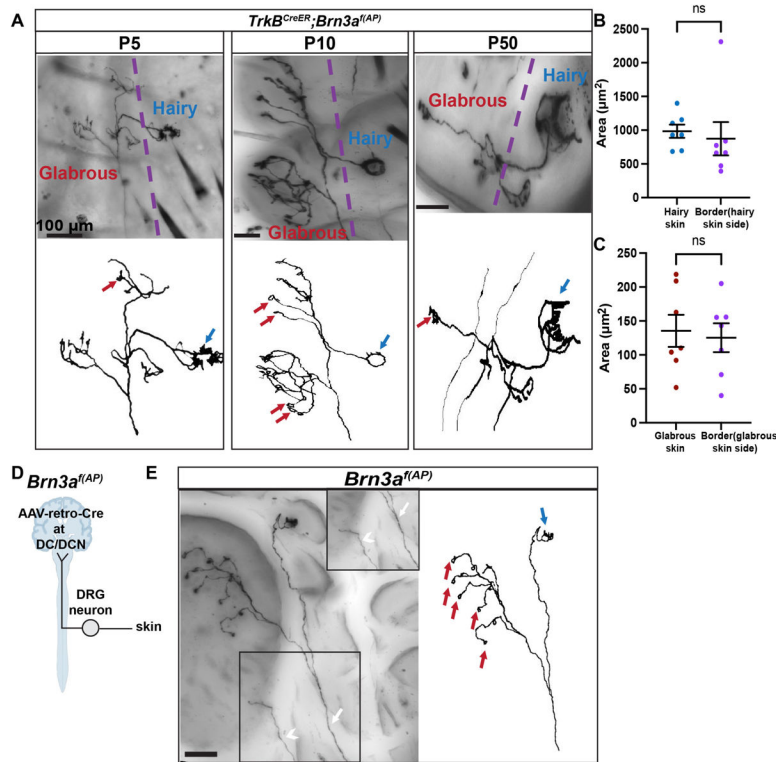 A
TrkB^CreER;Brn3a^f(AP)
P5
P10
P50
Hairy
Glabrous
100 μm
Hairy
Glabrous
Hairy
Glabrous
B
ns
Area (μm²)
2500
2000
1500
1000
500
0
Hairy skin
Border(hairy skin side)
C
ns
Area (μm²)
250
200
150
100
50
0
Glabrous skin
Border(glabrous skin side)
D
Brn3a^f(AP)
AAV-retro-Cre
at
DC/DCN
DRG
neuron
skin
E
Brn3a^f(AP)